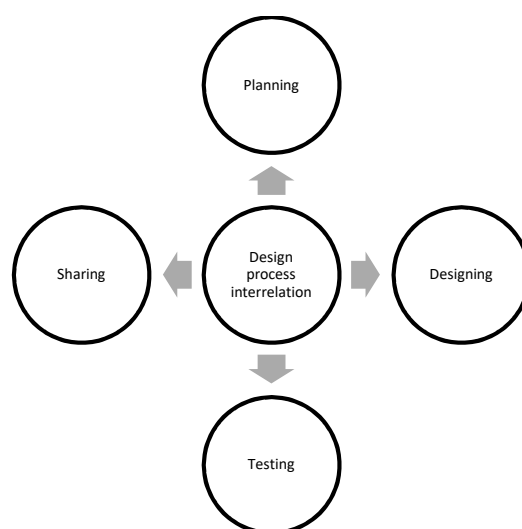 Planning
Sharing
Design
process
interrelation
Designing
Testing